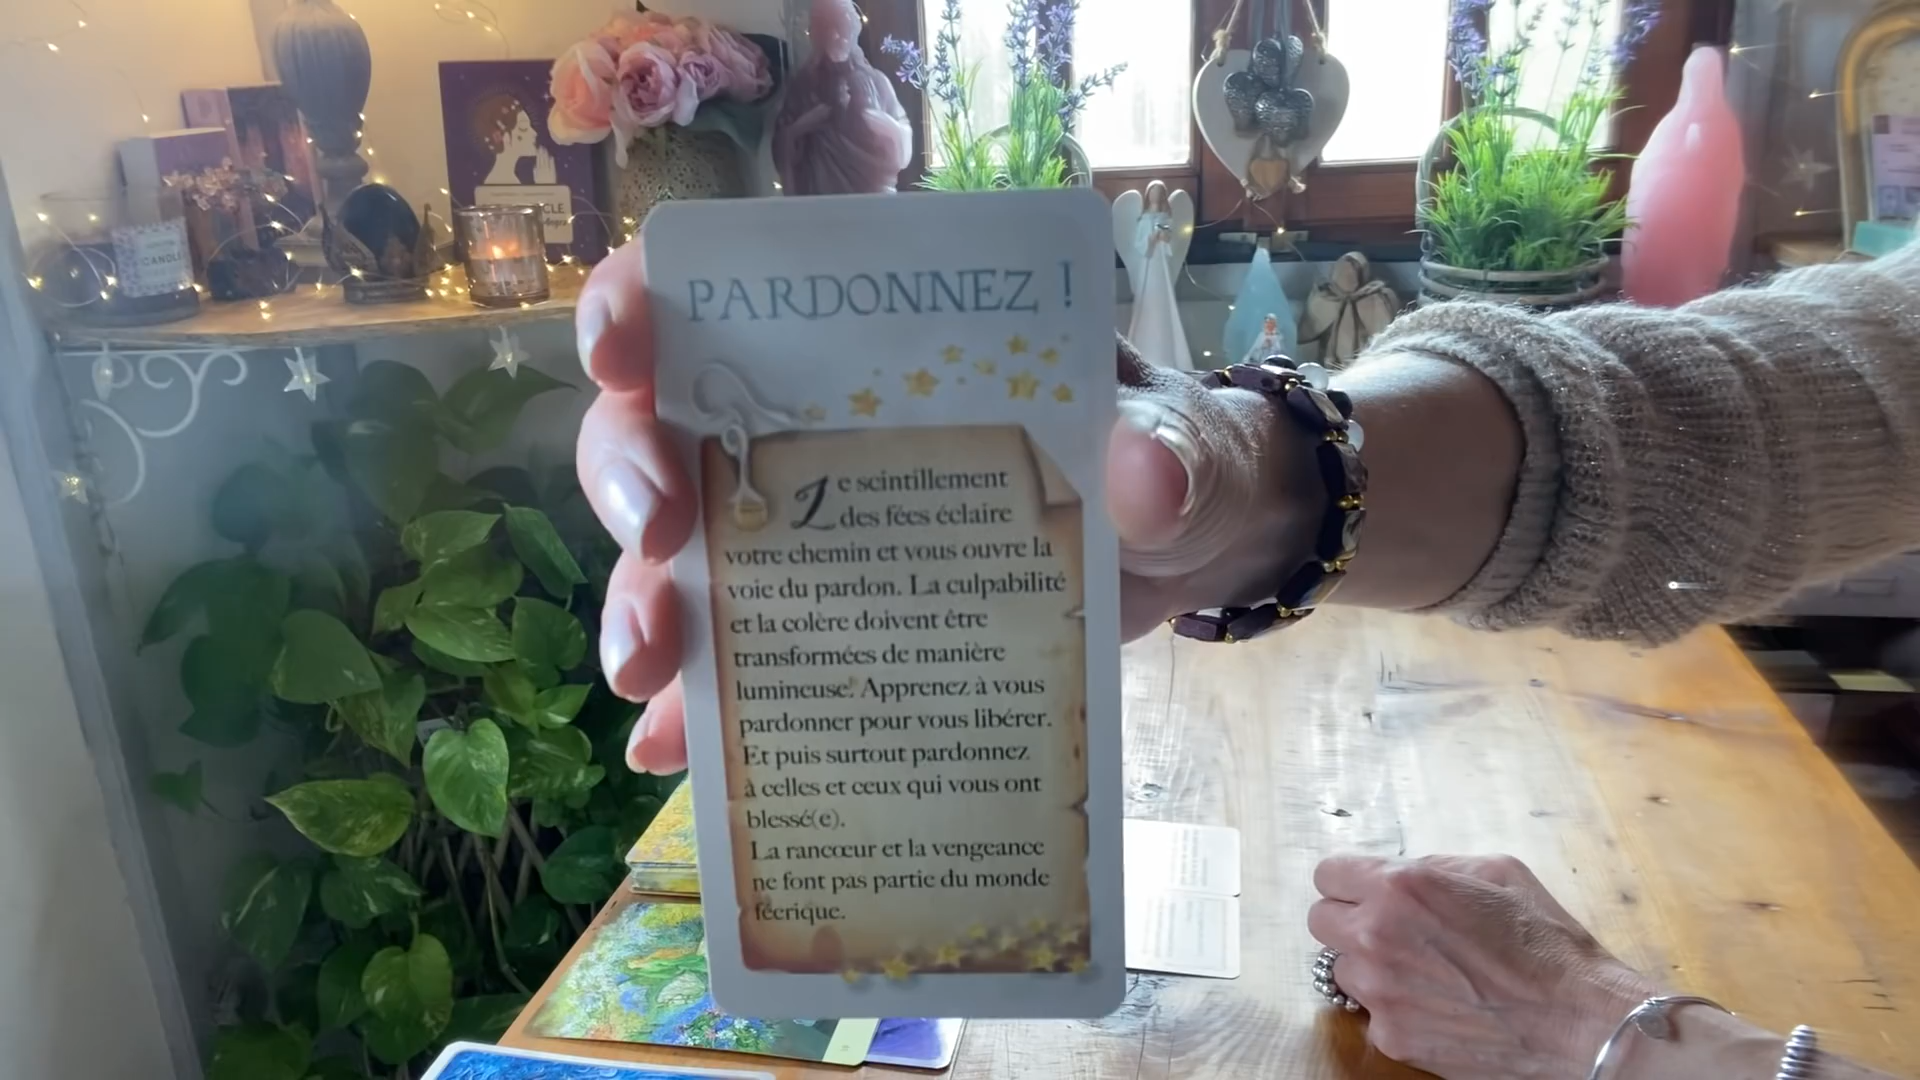 PARDONNEZ !
Le scintillement
des fées éclaire
votre chemin et vous ouvre la
voie du pardon. La culpabilité
et la colère doivent être
transformées de manière
lumineuse. Apprenez à vous
pardonner pour vous libérer.
Et puis surtout pardonnez
à celles et ceux qui vous ont
blessé(e).
La rancœur et la vengeance
ne font pas partie du monde
féerique.
CANDLE